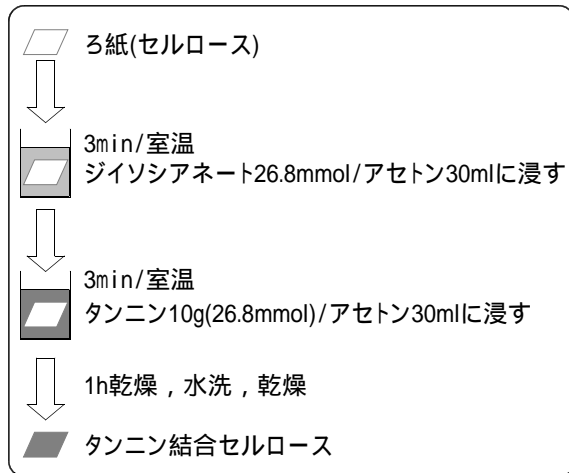 ろ紙(セルロース)
3min/室温
ジイソシアネート26.8mmol/アセトン30mlに浸す
3min/室温
タンニン10g(26.8mmol)/アセトン30mlに浸す
1h乾燥，水洗，乾燥
タンニン結合セルロース